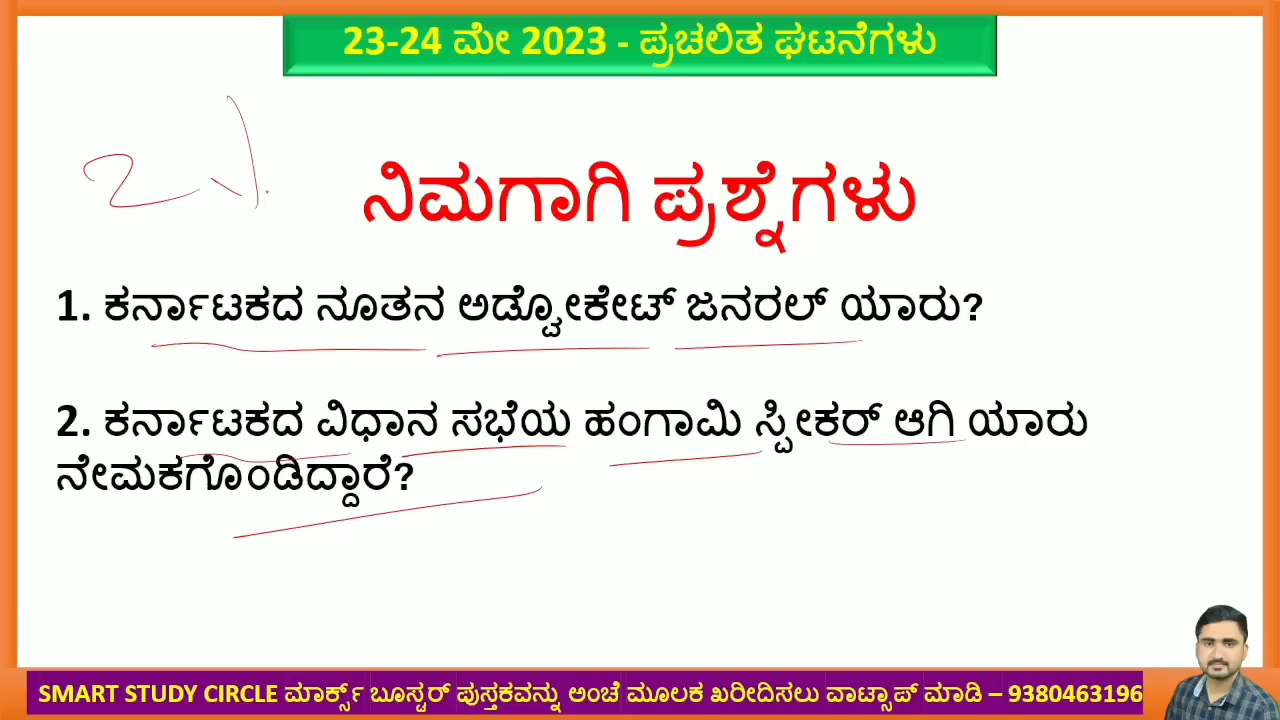 23-24 ಮೇ 2023 - ಪ್ರಚಲಿತ ಘಟನೆಗಳು
ನಿಮಗಾಗಿ ಪ್ರಶ್ನೆಗಳು
1. ಕರ್ನಾಟಕದ ನೂತನ ಅಡ್ವೋಕೇಟ್ ಜನರಲ್ ಯಾರು?
2. ಕರ್ನಾಟಕದ ವಿಧಾನ ಸಭೆಯ ಹಂಗಾಮಿ ಸ್ಪೀಕರ್ ಆಗಿ ಯಾರು
ನೇಮಕಗೊಂಡಿದ್ದಾರೆ?
SMART STUDY CIRCLE ಮಾರ್ಕ್ಸ್ ಬೂಸ್ಟರ್ ಪುಸ್ತಕವನ್ನು ಅಂಚೆ ಮೂಲಕ ಖರೀದಿಸಲು ವಾಟ್ಸಾಪ್ ಮಾಡಿ – 9380463196